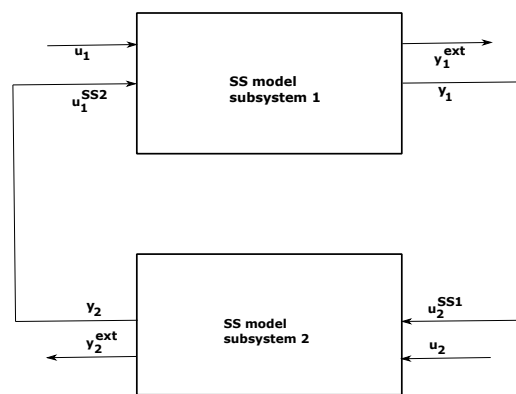 u₁
SS model
subsystem 1
y₁ᵉˣᵗ
u₁ˢˢ²
y₁
y₂
SS model
subsystem 2
u₂ˢˢ¹
y₂ᵉˣᵗ
u₂